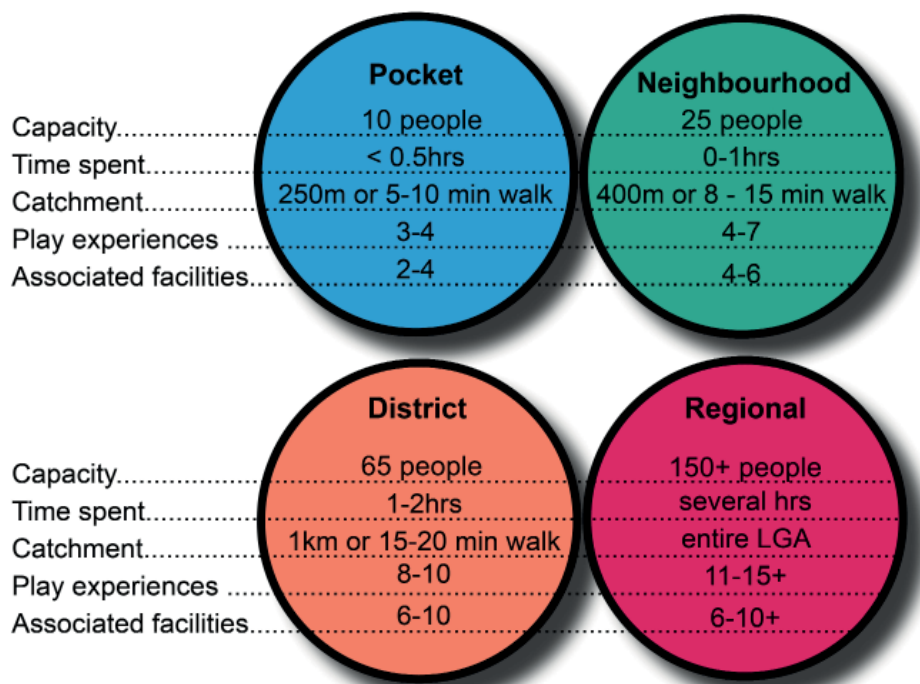 Pocket Neighbourhood
Capacity 10 people 25 people
Time spent < 0.5hrs 0-1hrs
Catchment 250m or 5-10 min walk 400m or 8 - 15 min walk
Play experiences 3-4 4-7
Associated facilities 2-4 4-6
District Regional
Capacity 65 people 150+ people
Time spent 1-2hrs several hrs
Catchment 1km or 15-20 min walk entire LGA
Play experiences 8-10 11-15+
Associated facilities 6-10 6-10+